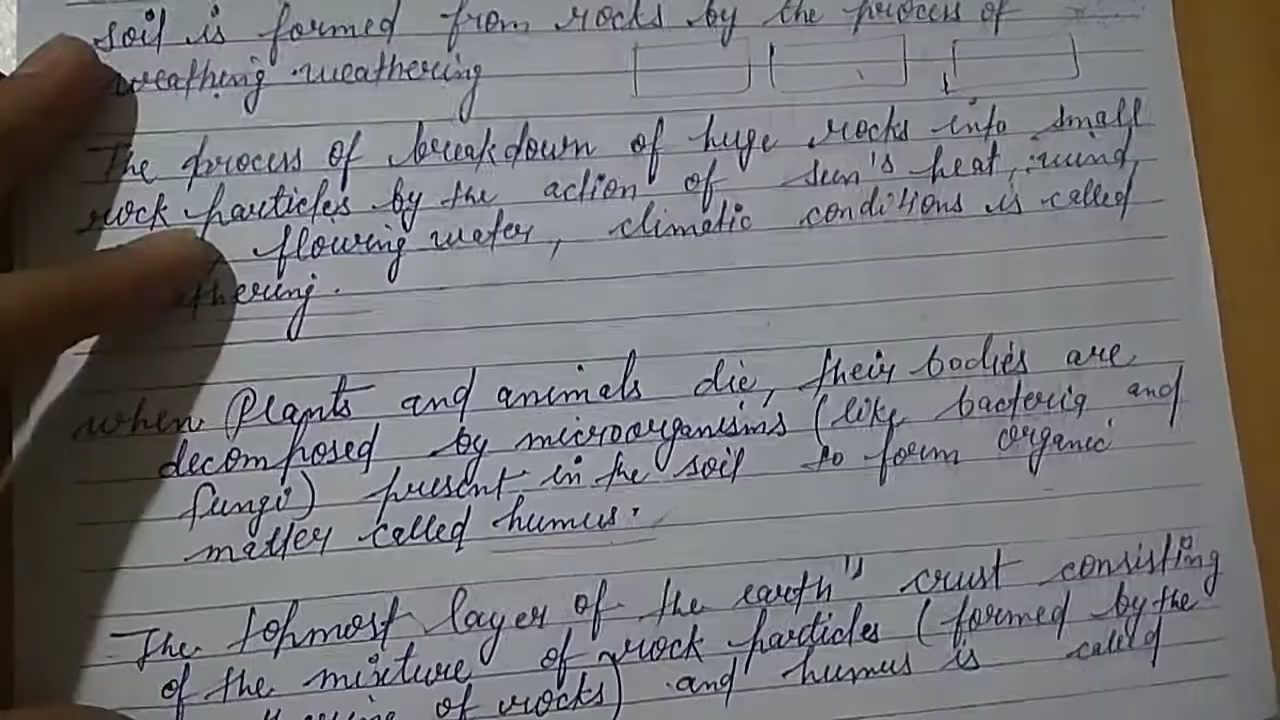 soil is formed from rocks by the process of
weathing . weathering
The process of breakdown of huge rocks into small
rock particles by the action of sun's heat, wind,
flowing water, climatic conditions is called
thering.
when Plants and animals die, their bodies are
decomposed by microorganisms (like bacteria and
fungi) present in the soil to form organic
matter called humus.
The topmost layer of the earth's crust consisting
of the mixture of rock particles (formed by the
of rocks) and humus is called